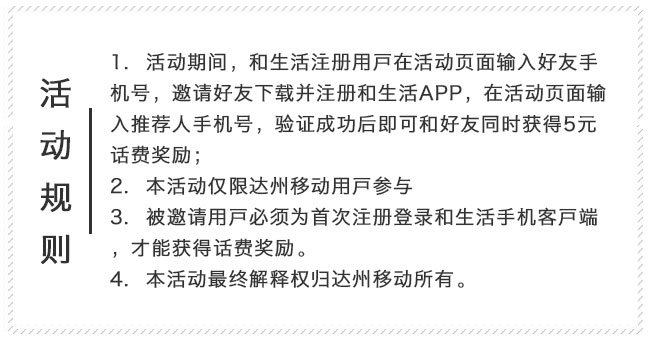 活动规则
1. 活动期间，和生活注册用户在活动页面输入好友手
机号，邀请好友下载并注册和生活APP，在活动页面输
入推荐人手机号，验证成功后即可和好友同时获得5元
话费奖励；
2. 本活动仅限达州移动用户参与
3. 被邀请用户必须为首次注册登录和生活手机客户端
，才能获得话费奖励。
4. 本活动最终解释权归达州移动所有。